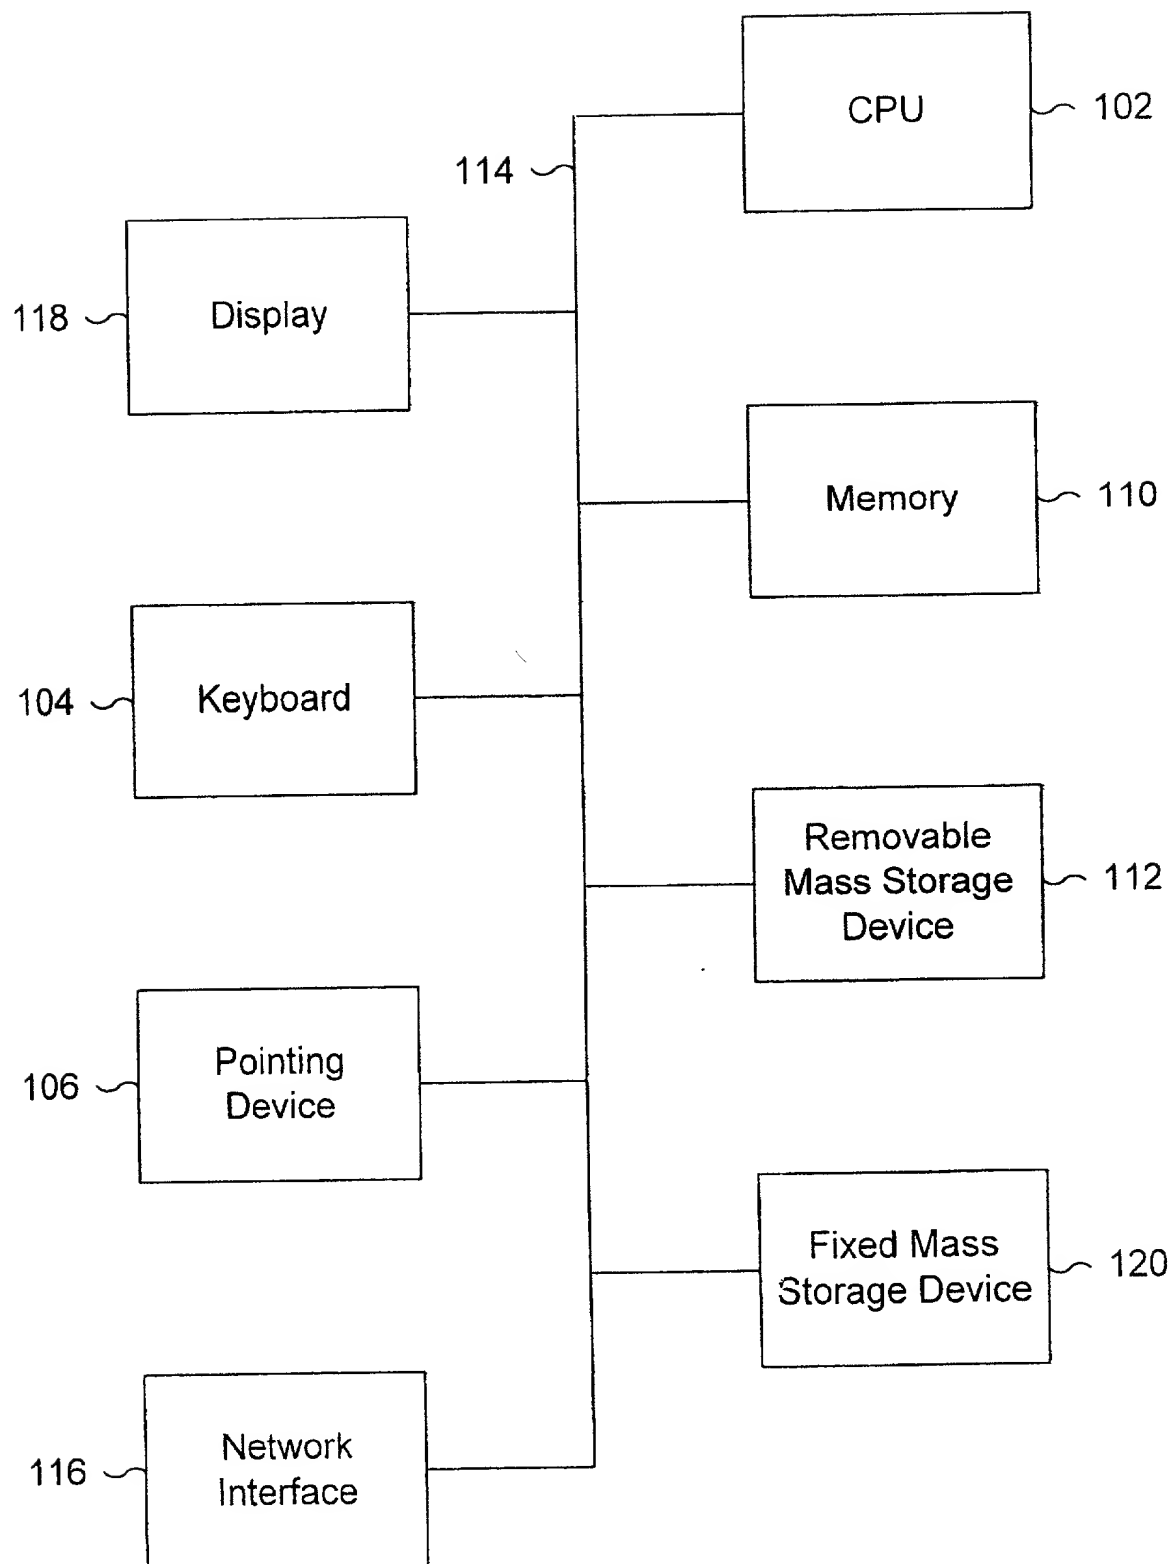 CPU
102
114
118
Display
Memory
110
104
Keyboard
Removable
Mass Storage
Device
112
106
Pointing
Device
Fixed Mass
Storage Device
120
116
Network
Interface